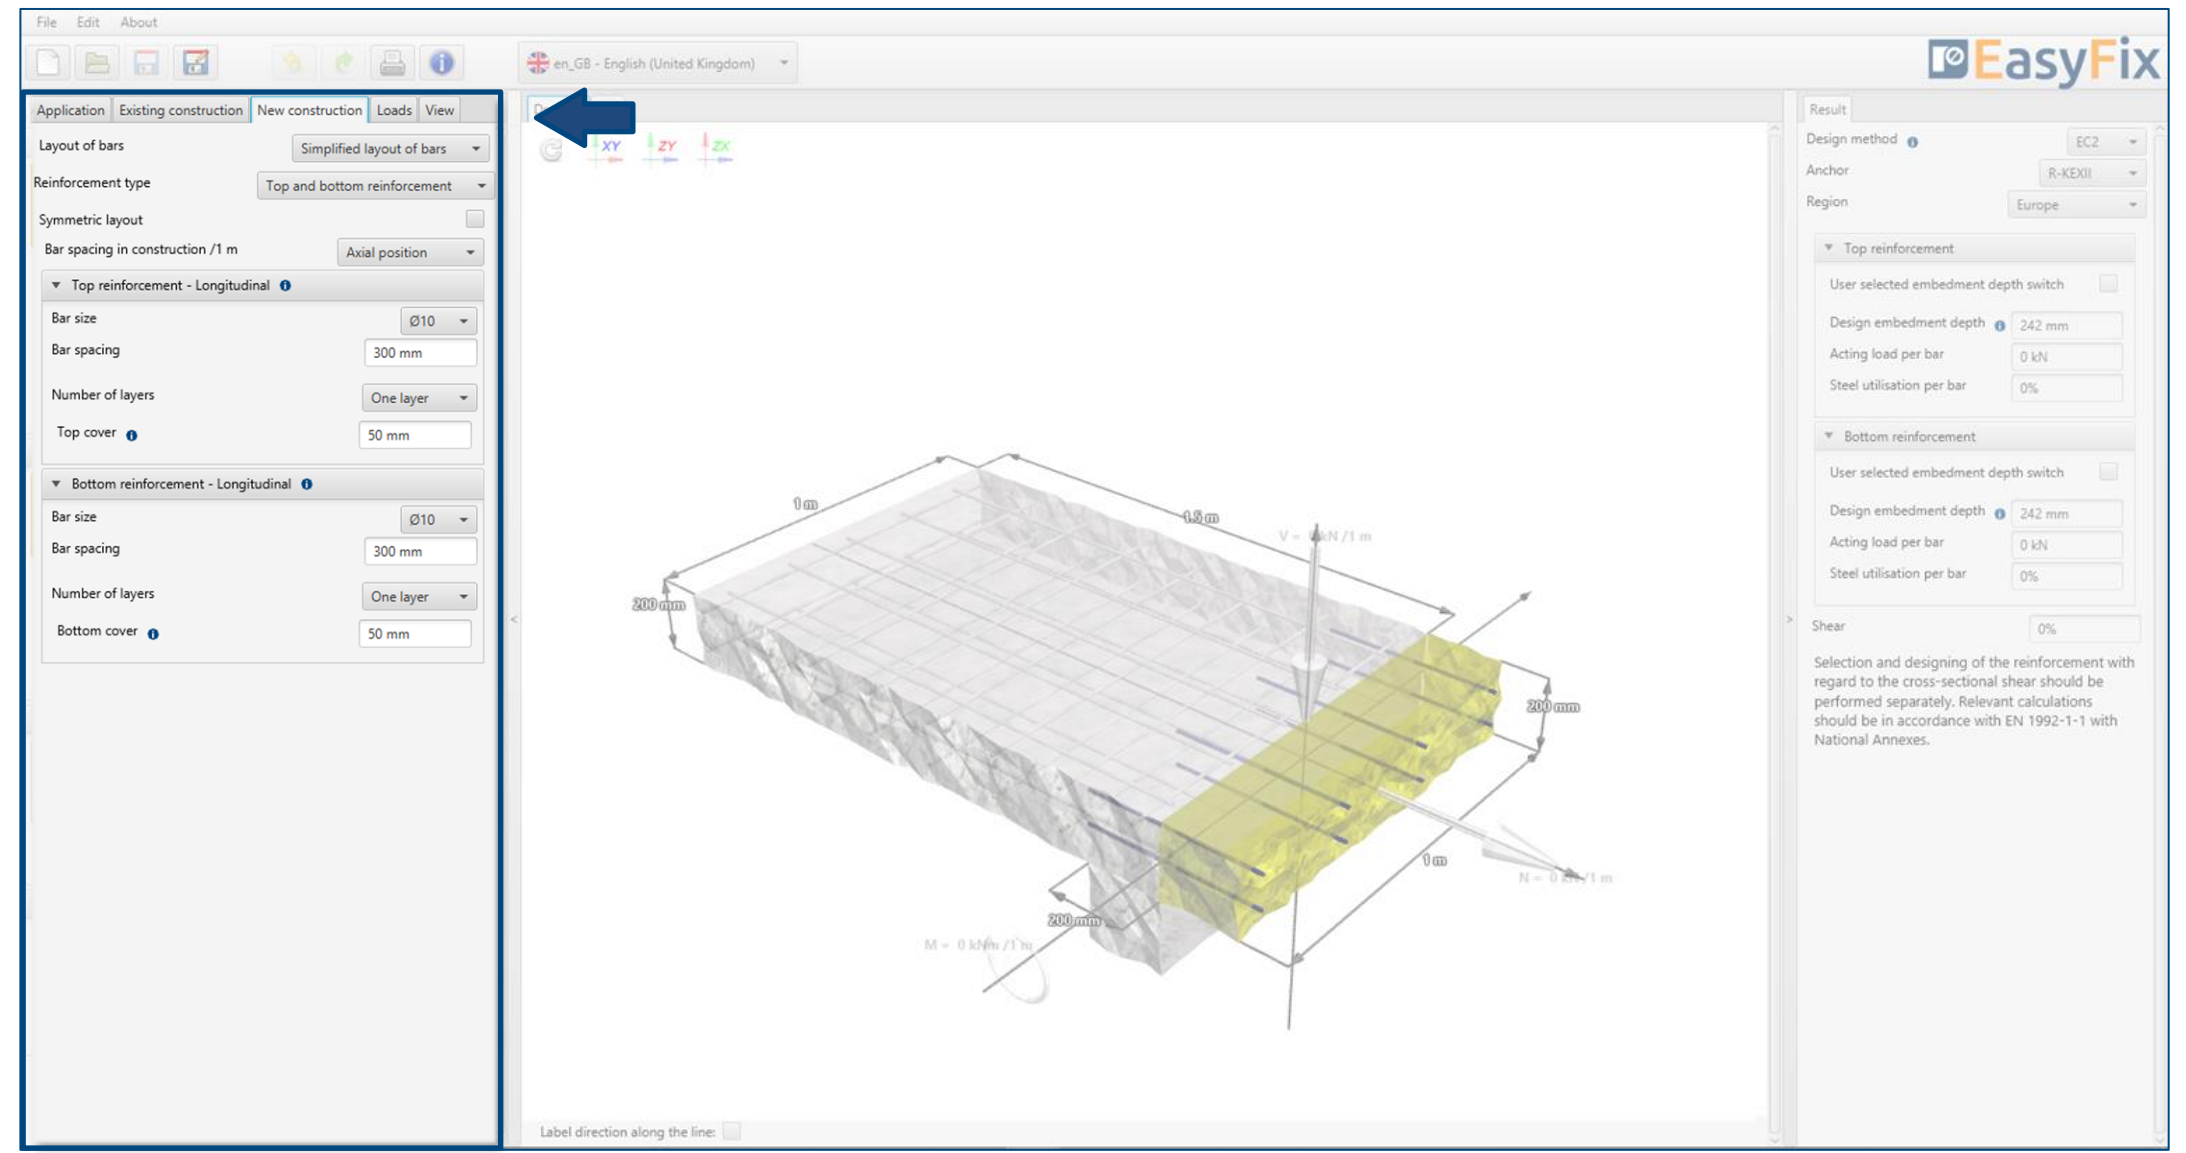 File Edit About
en_GB - English (United Kingdom)
EasyFix
Application Existing construction New construction Loads View
Layout of bars Simplified layout of bars
Reinforcement type Top and bottom reinforcement
Symmetric layout
Bar spacing in construction /1 m Axial position
Top reinforcement - Longitudinal
Bar size Ø10
Bar spacing 300 mm
Number of layers One layer
Top cover 50 mm
Bottom reinforcement - Longitudinal
Bar size Ø10
Bar spacing 300 mm
Number of layers One layer
Bottom cover 50 mm
XY ZY ZX
1 m
1.5 m
V = kN /1 m
200 mm
200 mm
1 m
N = 0 /1 m
200 mm
M = 0 kNm /1 m
Label direction along the line:
Result
Design method EC2
Anchor R-KEXII
Region Europe
Top reinforcement
User selected embedment depth switch
Design embedment depth 242 mm
Acting load per bar 0 kN
Steel utilisation per bar 0%
Bottom reinforcement
User selected embedment depth switch
Design embedment depth 242 mm
Acting load per bar 0 kN
Steel utilisation per bar 0%
Shear 0%
Selection and designing of the reinforcement with
regard to the cross-sectional shear should be
performed separately. Relevant calculations
should be in accordance with EN 1992-1-1 with
National Annexes.